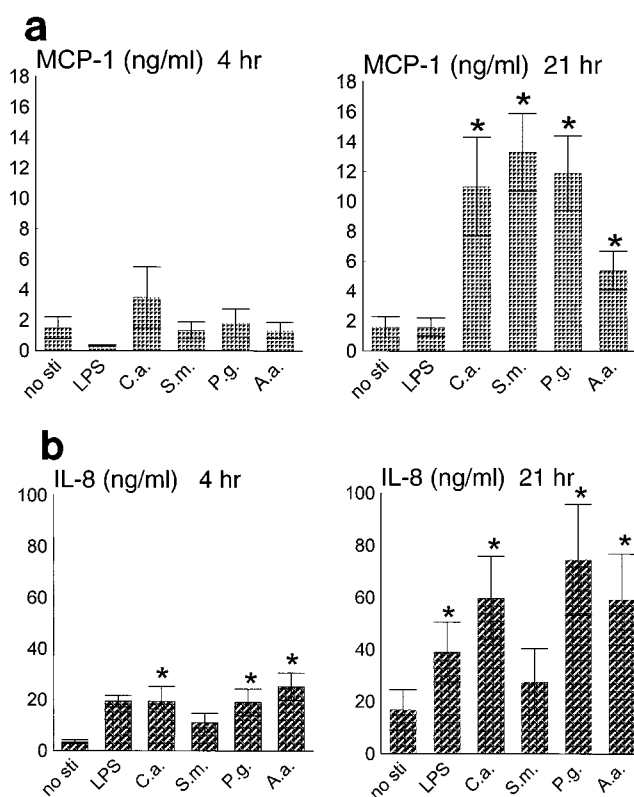 a
MCP-1 (ng/ml) 4 hr
18
16
14
12
10
8
6
4
2
0
no sti
LPS
C.a.
S.m.
P.g.
A.a.
MCP-1 (ng/ml) 21 hr
18
16
14
12
10
8
6
4
2
0
*
*
*
*
no sti
LPS
C.a.
S.m.
P.g.
A.a.
b
IL-8 (ng/ml) 4 hr
100
80
60
40
20
0
*
*
*
no sti
LPS
C.a.
S.m.
P.g.
A.a.
IL-8 (ng/ml) 21 hr
100
80
60
40
20
0
*
*
*
*
no sti
LPS
C.a.
S.m.
P.g.
A.a.